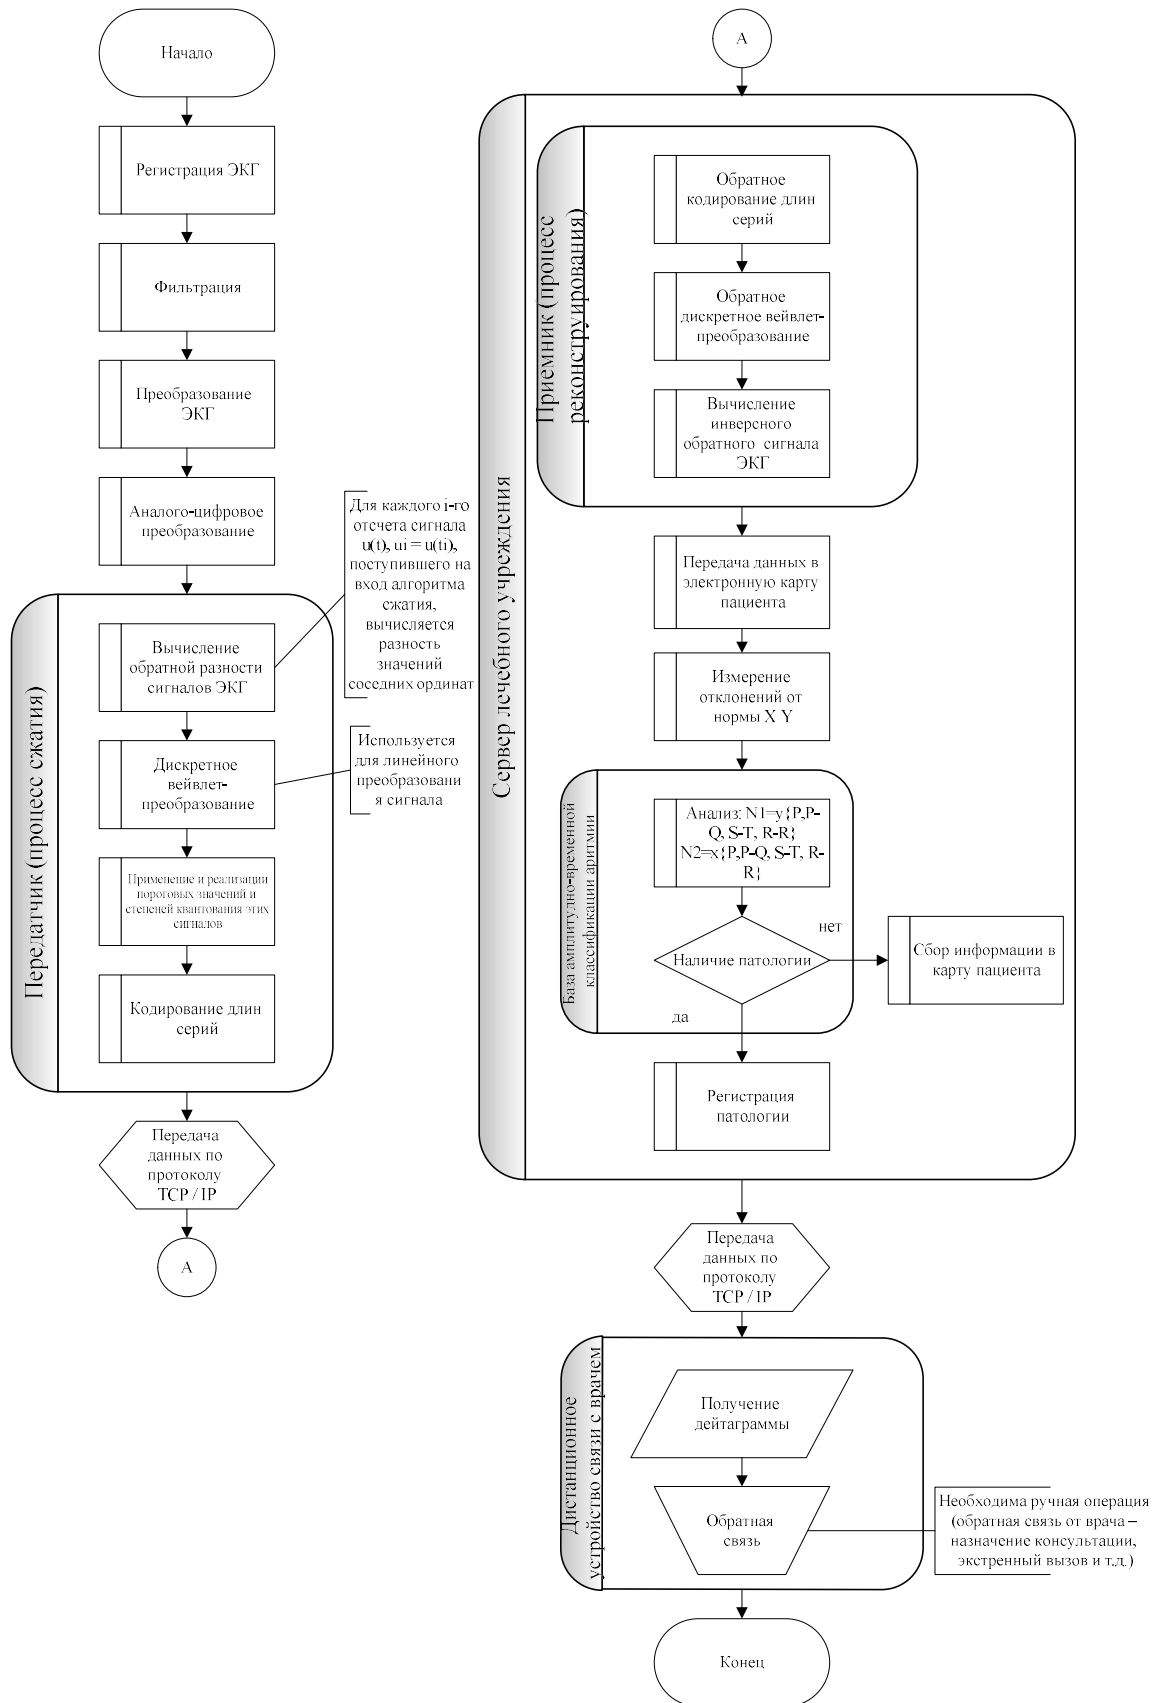 Начало
Регистрация ЭКГ
Фильтрация
Преобразование
ЭКГ
Аналого-цифровое
преобразование
Для каждого i-го
отсчета сигнала
u(t), ui = u(ti),
поступившего на
вход алгоритма
сжатия,
вычисляется
разность
значений
соседних ординат
Передатчик (процесс сжатия)
Вычисление
обратной разности
сигналов ЭКГ
Дискретное
вейвлет-
преобразование
Используется
для линейного
преобразовани
я сигнала
Применение и реализации
пороговых значений и
степеней квантования этих
сигналов
Кодирование длин
серий
Передача
данных по
протоколу
TCP / IP
А
А
Сервер лечебного учреждения
Приемник (процесс
реконструирования)
Обратное
кодирование длин
серий
Обратное
дискретное вейвлет-
преобразование
Вычисление
инверсного
обратного сигнала
ЭКГ
Передача данных в
электронную карту
пациента
Измерение
отклонений от
нормы X Y
База амплитудно-временной
классификации аритмии
Анализ: N1=y{P,P-
Q, S-T, R-R}
N2=x{P,P-Q, S-T, R-
R}
Наличие патологии
нет
Сбор информации в
карту пациента
да
Регистрация
патологии
Передача
данных по
протоколу
TCP / IP
Дистанционное
устройство связи с врачем
Получение
дейтаграммы
Обратная
связь
Необходима ручная операция
(обратная связь от врача –
назначение консультации,
экстренный вызов и т.д.)
Конец